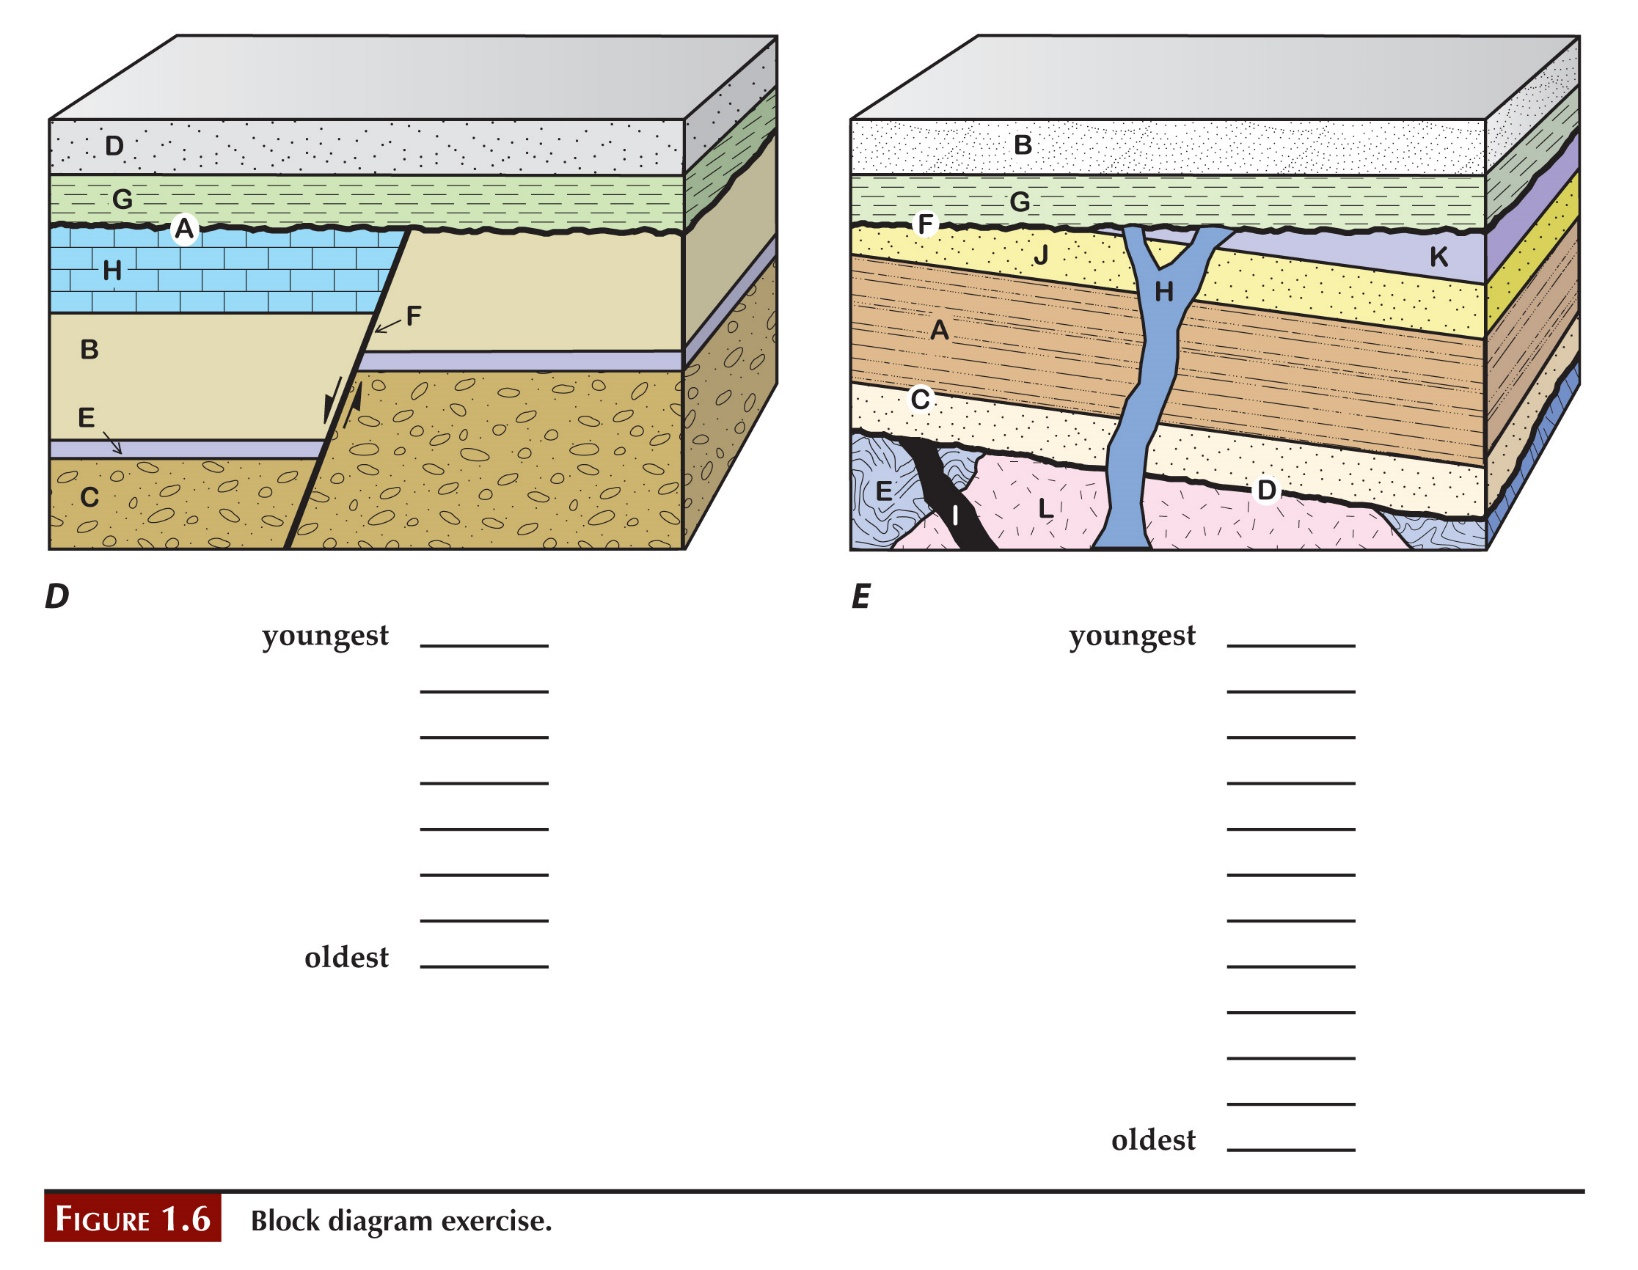 D
G
A
H
F
B
E
C
B
G
F
J
K
H
A
C
E
I
L
D
D
youngest
oldest
E
youngest
oldest
FIGURE 1.6 Block diagram exercise.